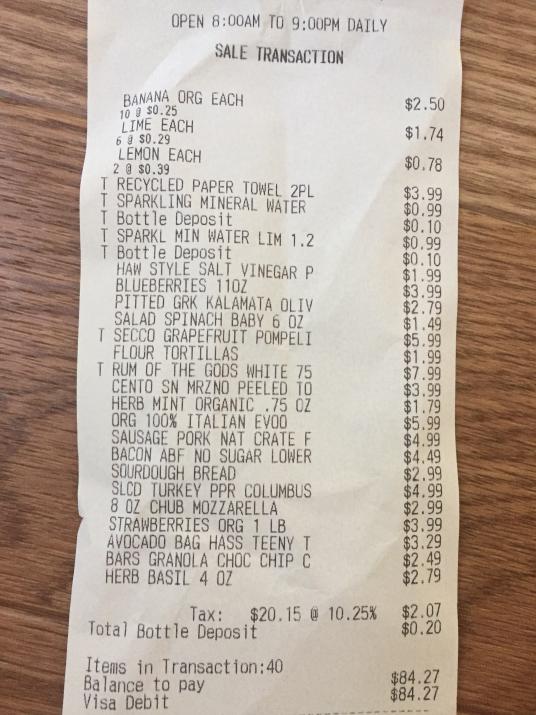 OPEN 8:00AM TO 9:00PM DAILY
SALE TRANSACTION
BANANA ORG EACH $2.50
10 @ $0.25
LIME EACH $1.74
6 @ $0.29
LEMON EACH $0.78
2 @ $0.39
T RECYCLED PAPER TOWEL 2PL $3.99
T SPARKLING MINERAL WATER $0.99
T Bottle Deposit $0.10
T SPARKL MIN WATER LIM 1.2 $0.99
T Bottle Deposit $0.10
HAW STYLE SALT VINEGAR P $1.99
BLUEBERRIES 11OZ $3.99
PITTED GRK KALAMATA OLIV $2.79
SALAD SPINACH BABY 6 OZ $1.49
T SECCO GRAPEFRUIT POMPELI $5.99
FLOUR TORTILLAS $1.99
T RUM OF THE GODS WHITE 75 $7.99
CENTO SN MRZNO PEELED TO $3.99
HERB MINT ORGANIC .75 OZ $1.79
ORG 100% ITALIAN EVOO $5.99
SAUSAGE PORK NAT CRATE F $4.99
BACON ABF NO SUGAR LOWER $4.49
SOURDOUGH BREAD $2.99
SLCD TURKEY PPR COLUMBUS $4.99
8 OZ CHUB MOZZARELLA $2.99
STRAWBERRIES ORG 1 LB $3.99
AVOCADO BAG HASS TEENY T $3.29
BARS GRANOLA CHOC CHIP C $2.49
HERB BASIL 4 OZ $2.79
Tax: $20.15 @ 10.25% $2.07
Total Bottle Deposit $0.20
Items in Transaction:40
Balance to pay $84.27
Visa Debit $84.27